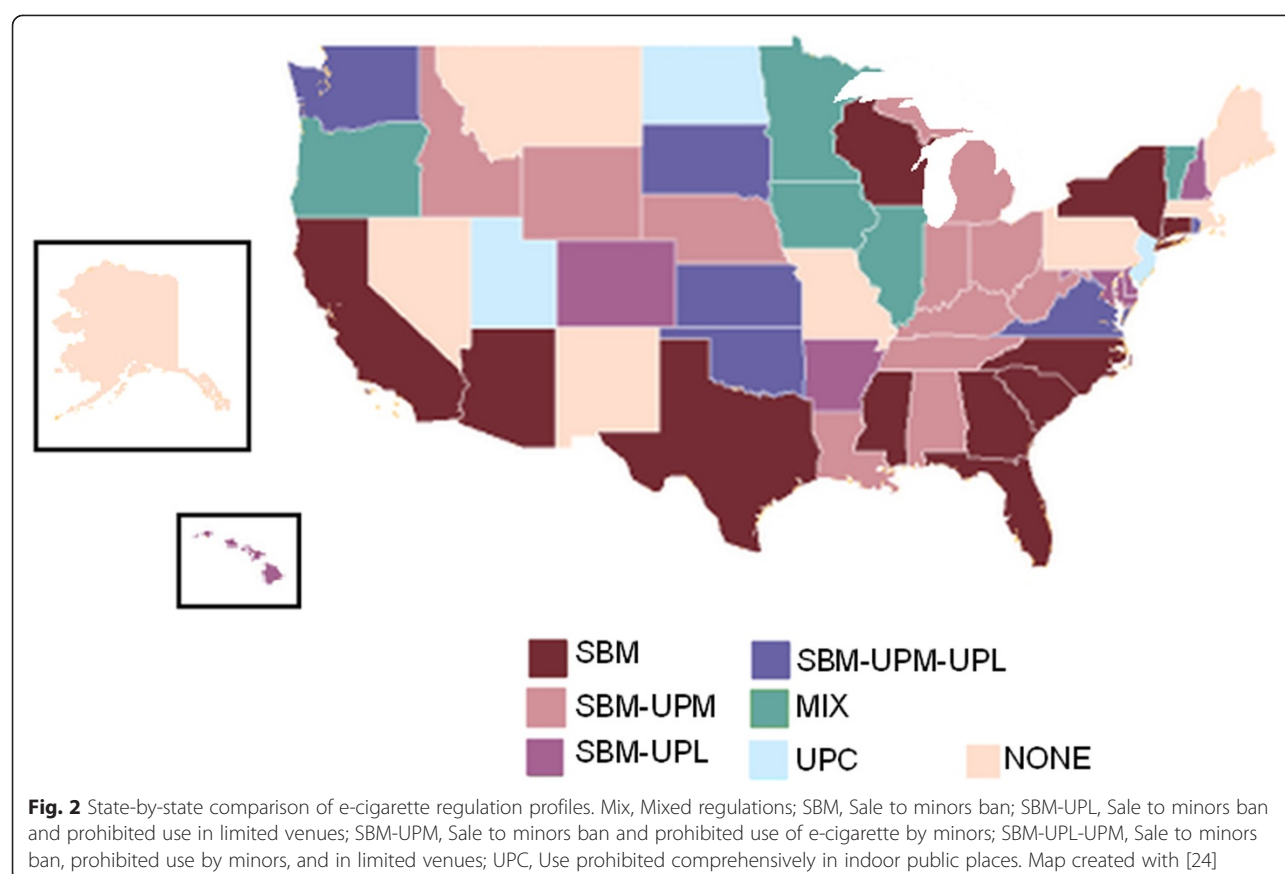 SBM SBM-UPM-UPL
SBM-UPM MIX
SBM-UPL UPC NONE
Fig. 2 State-by-state comparison of e-cigarette regulation profiles. Mix, Mixed regulations; SBM, Sale to minors ban; SBM-UPL, Sale to minors ban
and prohibited use in limited venues; SBM-UPM, Sale to minors ban and prohibited use of e-cigarette by minors; SBM-UPL-UPM, Sale to minors
ban, prohibited use by minors, and in limited venues; UPC, Use prohibited comprehensively in indoor public places. Map created with [24]